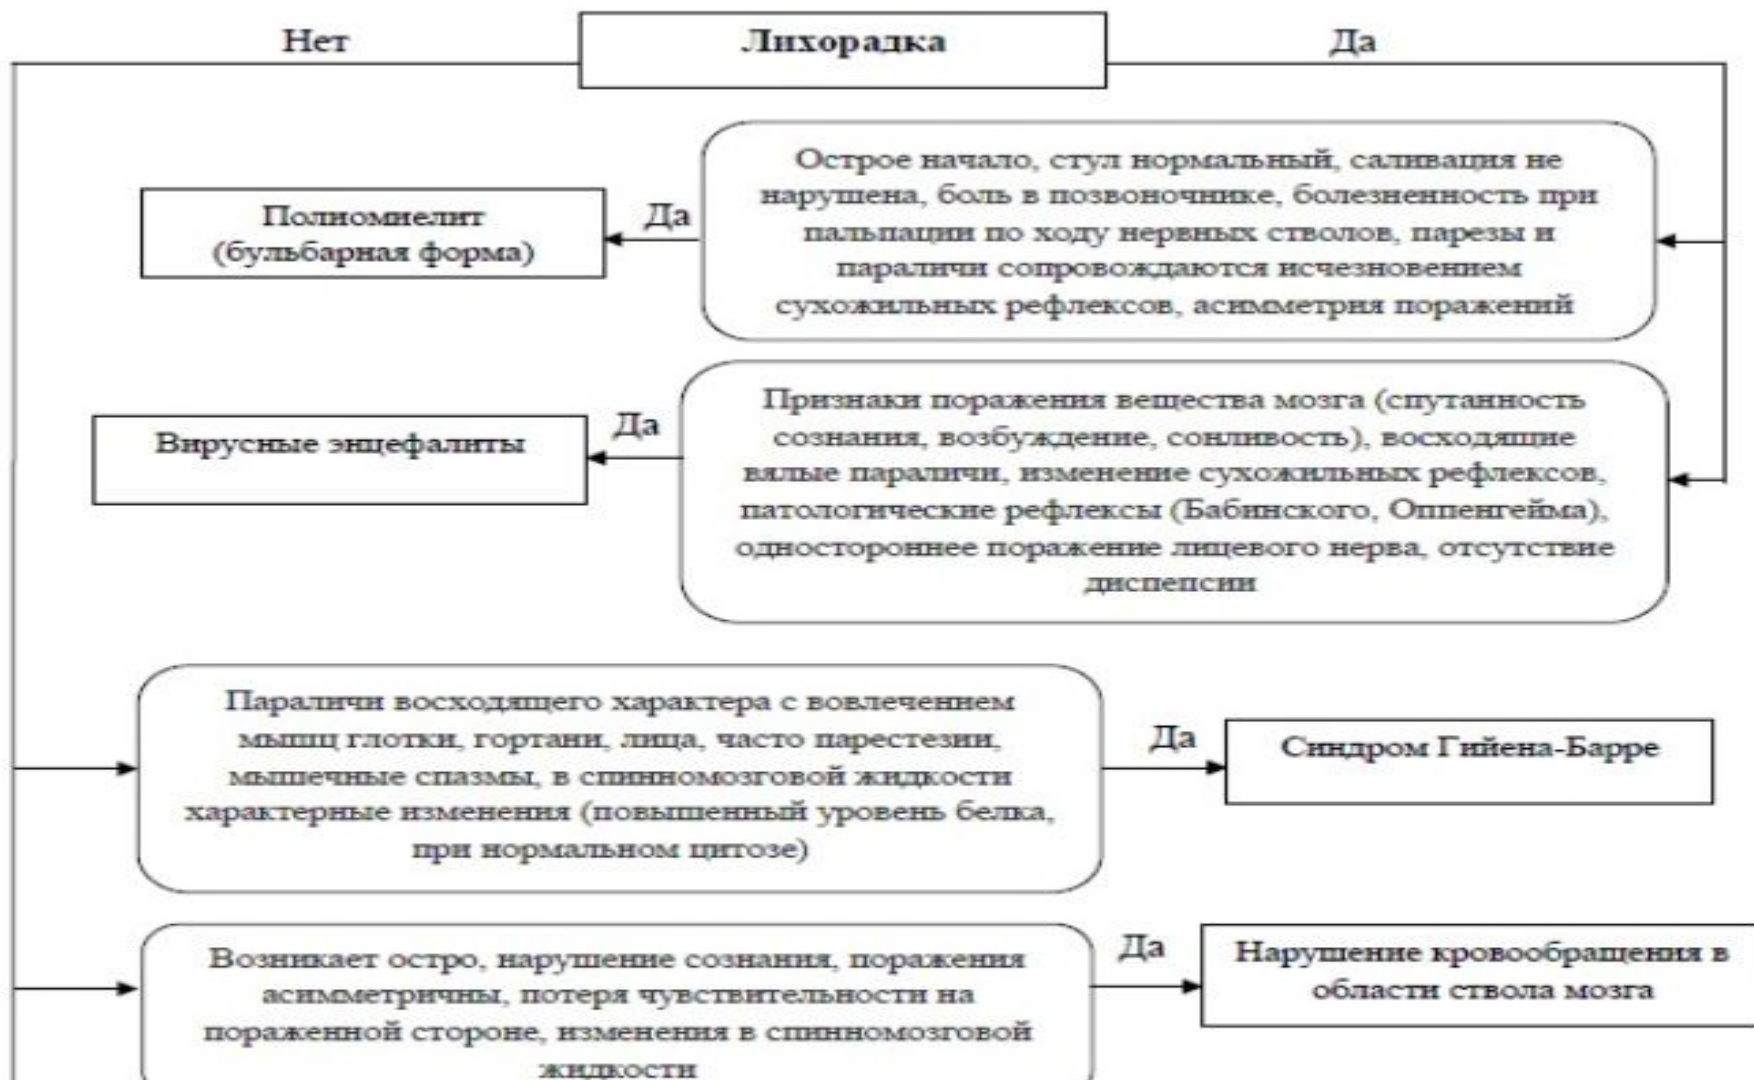 Нет
Лихорадка
Да
Острое начало, стул нормальный, саливация не
нарушена, боль в позвоночнике, болезненность при
пальпации по ходу нервных стволов, парезы и
параличи сопровождаются исчезновением
сухожильных рефлексов, асимметрия поражений
Да
Полиомиелит
(бульбарная форма)
Признаки поражения вещества мозга (спутанность
сознания, возбуждение, сонливость), восходящие
вялые параличи, изменение сухожильных рефлексов,
патологические рефлексы (Бабинского, Оппенгейма),
одностороннее поражение лицевого нерва, отсутствие
диспепсии
Да
Вирусные энцефалиты
Параличи восходящего характера с вовлечением
мышц глотки, гортани, лица, часто парестезии,
мышечные спазмы, в спинномозговой жидкости
характерные изменения (повышенный уровень белка,
при нормальном цитозе)
Да
Синдром Гийена-Барре
Возникает остро, нарушение сознания, поражения
асимметричны, потеря чувствительности на
пораженной стороне, изменения в спинномозговой
жидкости
Да
Нарушение кровообращения в
области ствола мозга